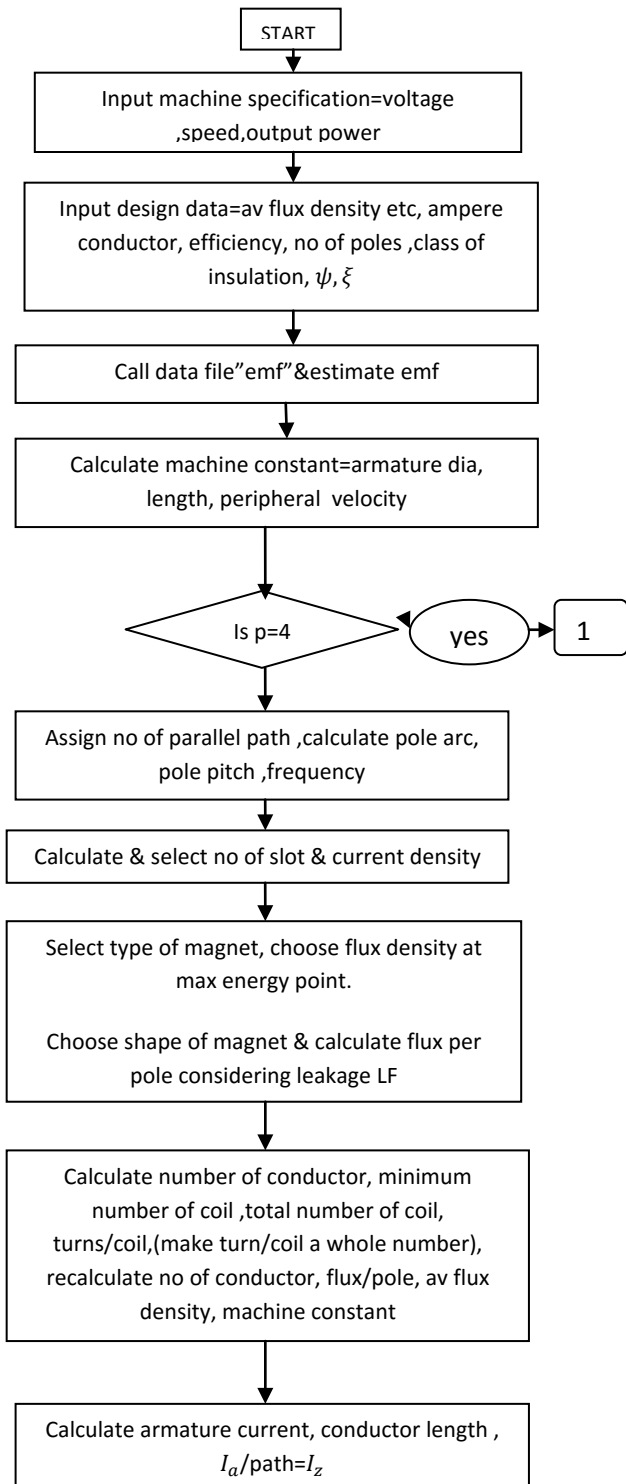 START
Input machine specification=voltage
,speed,output power
Input design data=av flux density etc, ampere
conductor, efficiency, no of poles ,class of
insulation, ψ, ξ
Call data file”emf”&estimate emf
Calculate machine constant=armature dia,
length, peripheral velocity
Is p=4
yes
1
Assign no of parallel path ,calculate pole arc,
pole pitch ,frequency
Calculate & select no of slot & current density
Select type of magnet, choose flux density at
max energy point.
Choose shape of magnet & calculate flux per
pole considering leakage LF
Calculate number of conductor, minimum
number of coil ,total number of coil,
turns/coil,(make turn/coil a whole number),
recalculate no of conductor, flux/pole, av flux
density, machine constant
Calculate armature current, conductor length ,
I_a/path=I_z